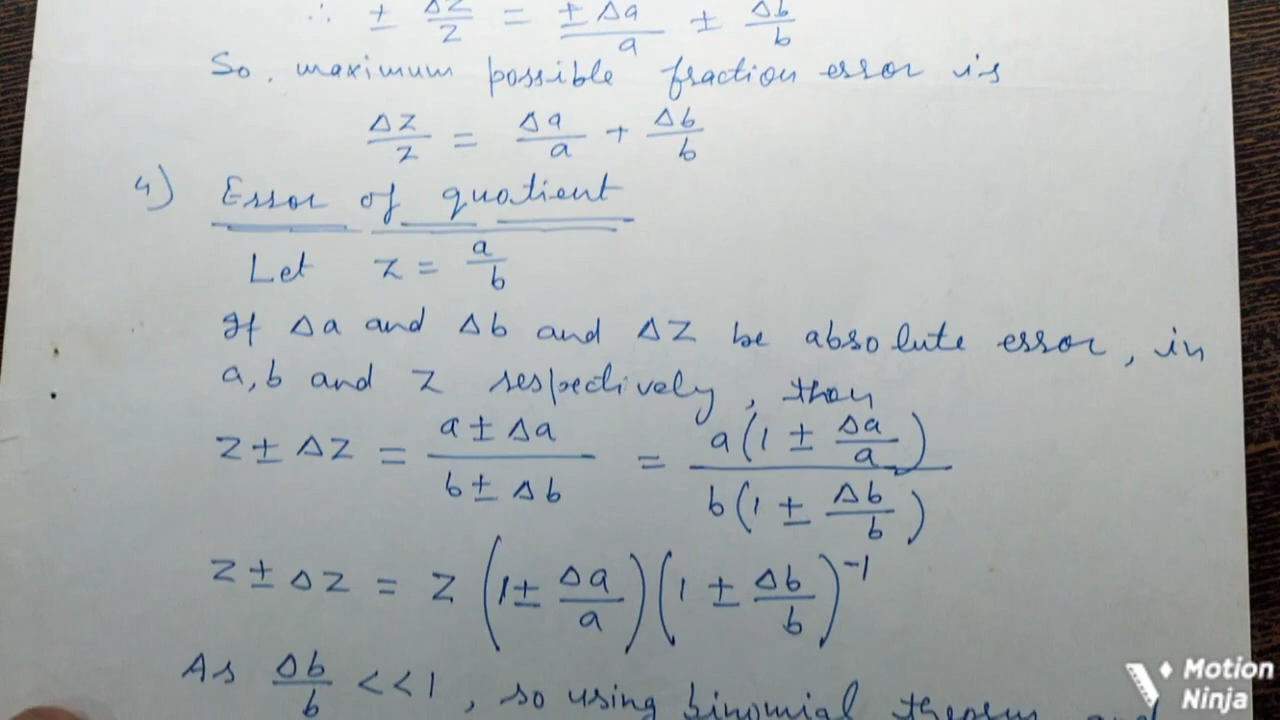 ∴ ± ΔZ/Z = ± Δa/a ± Δb/b
So, maximum possible fraction error is
ΔZ/Z = Δa/a + Δb/b
4) Error of quotient
Let Z = a/b
If Δa and Δb and ΔZ be absolute error, in
a, b and Z respectively, then
Z ± ΔZ = (a ± Δa)/(b ± Δb) = a(1 ± Δa/a)/b(1 ± Δb/b)
Z ± ΔZ = Z (1 ± Δa/a)(1 ± Δb/b)⁻¹
As Δb/b <<1, so using binomial theorem and
Motion
Ninja